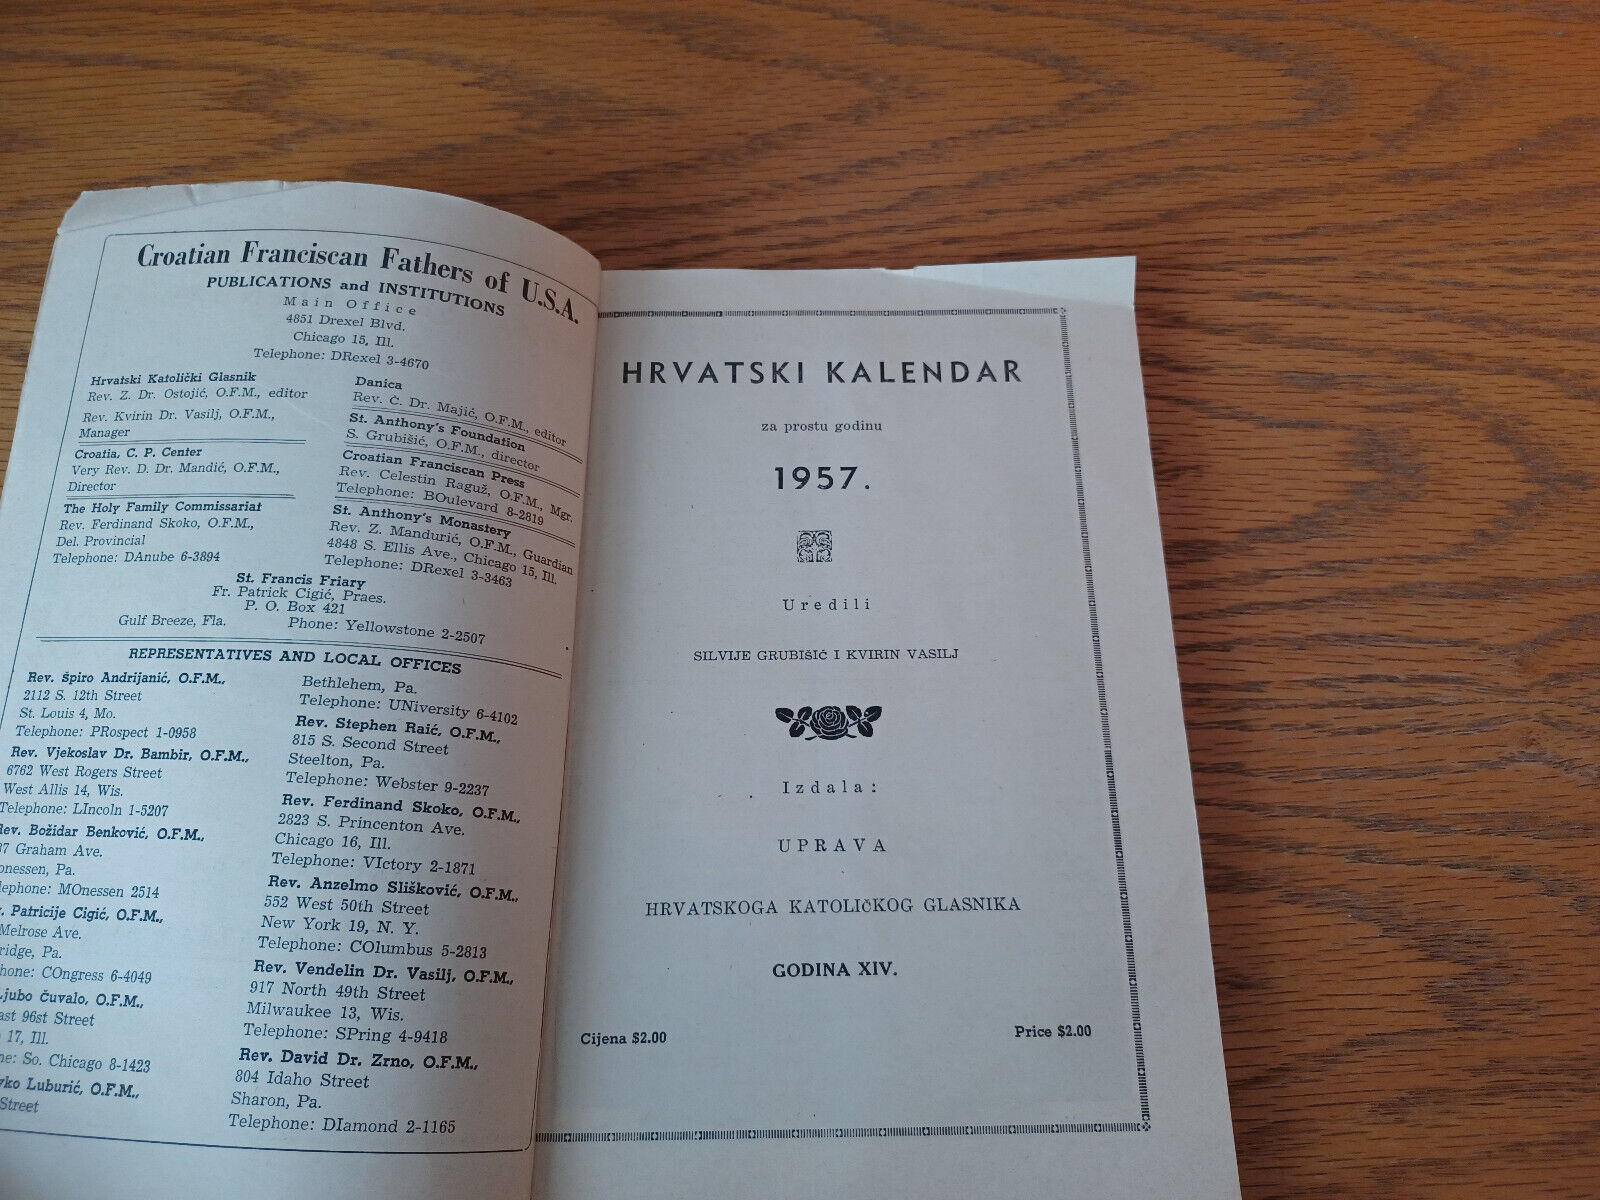 Croatian Franciscan Fathers of U.S.A.
PUBLICATIONS and INSTITUTIONS
Main Office
4851 Drexel Blvd.
Chicago 15, Ill.
Telephone: DRexel 3-4670
Hrvatski Katolički Glasnik
Rev. Z. Dr. Ostojić, O.F.M., editor
Rev. Kvirin Dr. Vasilj, O.F.M.,
Manager
Croatia, C. P. Center
Very Rev. D. Dr. Mandić, O.F.M.,
Director
The Holy Family Commissariat
Rev. Ferdinand Skoko, O.F.M.,
Del. Provincial
Telephone: DAnube 6-3894
Danica
Rev. C. Dr. Majić, O.F.M., editor
St. Anthony's Foundation
S. Grubišić, O.F.M., director
Croatian Franciscan Press
Rev. Celestin Raguž, O.F.M., Mgr.
Telephone: BOulevard 8-2819
St. Anthony's Monastery
Rev. Z. Mandurić, O.F.M., Guardian
4848 S. Ellis Ave., Chicago 15, Ill.
Telephone: DRexel 3-3463
St. Francis Friary
Fr. Patrick Cigić, Praes.
P. O. Box 421
Gulf Breeze, Fla. Phone: Yellowstone 2-2507
REPRESENTATIVES AND LOCAL OFFICES
Rev. Špiro Andrijanić, O.F.M.,
2112 S. 12th Street
St. Louis 4, Mo.
Telephone: PRospect 1-0958
Rev. Vjekoslav Dr. Bambir, O.F.M.,
6762 West Rogers Street
West Allis 14, Wis.
Telephone: LIncoln 1-5207
Rev. Božidar Benković, O.F.M.,
Graham Ave.
Pa.
MOnessen 2514
Patricije Cigić, O.F.M.,
Melrose Ave.
Pa.
COngress 6-4049
Ljubo Čuvalo, O.F.M.,
96st Street
17, Ill.
So. Chicago 8-1423
Luburić, O.F.M.,
Street
Bethlehem, Pa.
Telephone: UNiversity 6-4102
Rev. Stephen Raić, O.F.M.,
815 S. Second Street
Steelton, Pa.
Telephone: Webster 9-2237
Rev. Ferdinand Skoko, O.F.M.,
2823 S. Princenton Ave.
Chicago 16, Ill.
Telephone: VIctory 2-1871
Rev. Anzelmo Slišković, O.F.M.,
552 West 50th Street
New York 19, N. Y.
Telephone: COlumbus 5-2813
Rev. Vendelin Dr. Vasilj, O.F.M.,
917 North 49th Street
Milwaukee 13, Wis.
Telephone: SPring 4-9418
Rev. David Dr. Zrno, O.F.M.,
804 Idaho Street
Sharon, Pa.
Telephone: DIamond 2-1165
HRVATSKI KALENDAR
za prostu godinu
1957.
Uredili
SILVIJE GRUBIŠIĆ I KVIRIN VASILJ
Izdala:
UPRAVA
HRVATSKOGA KATOLIČKOG GLASNIKA
GODINA XIV.
Cijena $2.00
Price $2.00